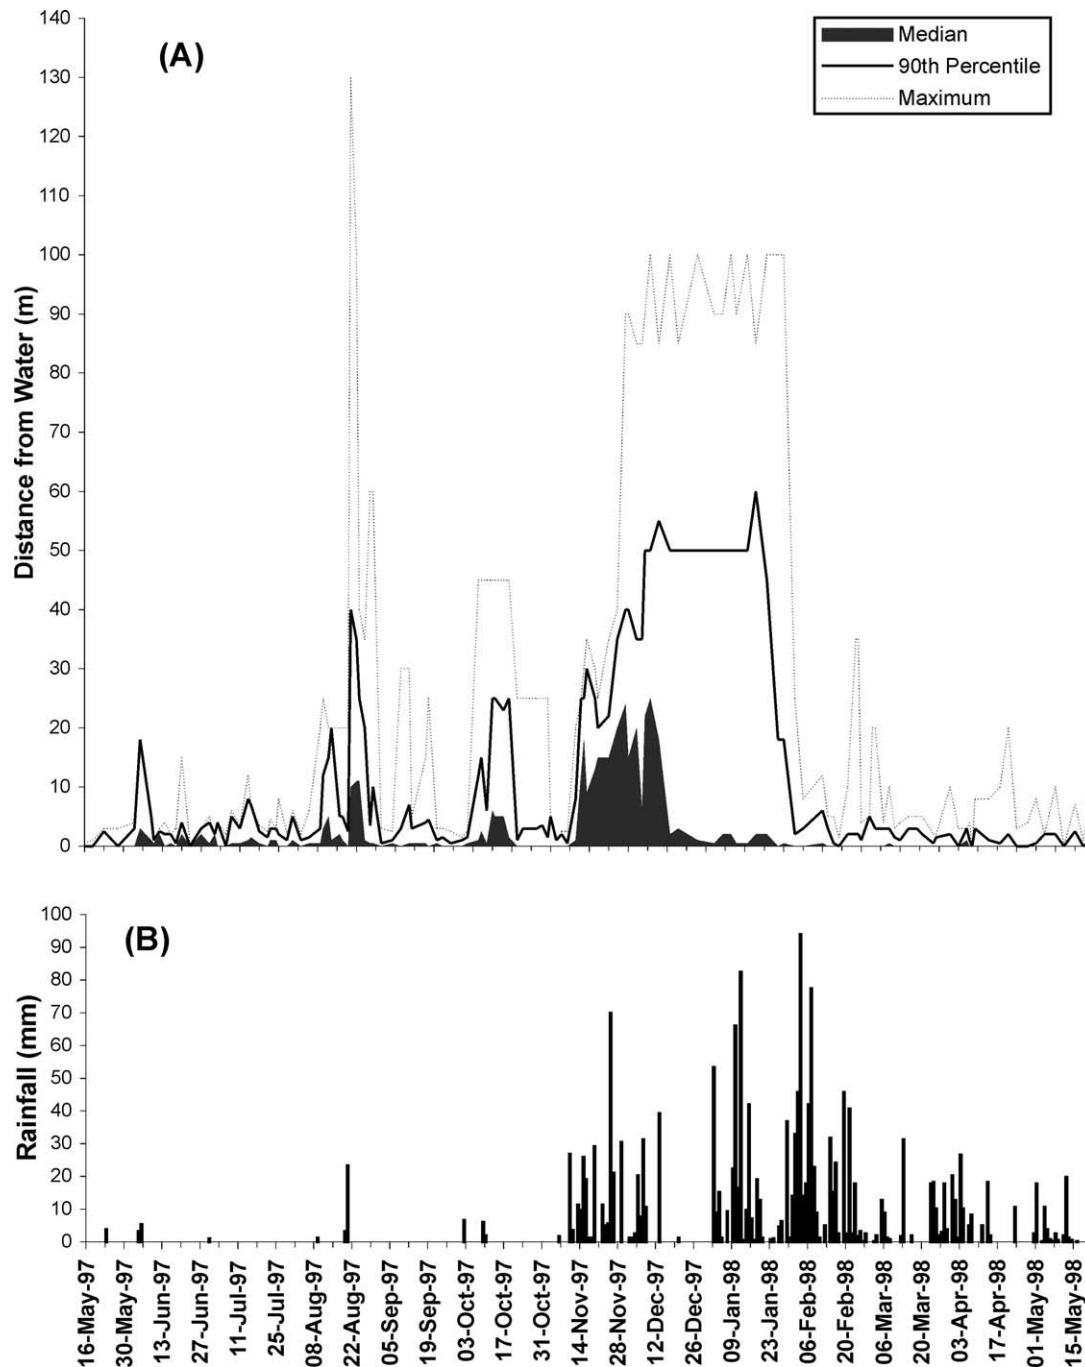 (A)
Median
90th Percentile
Maximum
Distance from Water (m)
140
130
120
110
100
90
80
70
60
50
40
30
20
10
0
(B)
Rainfall (mm)
100
90
80
70
60
50
40
30
20
10
0
16-May-97
30-May-97
13-Jun-97
27-Jun-97
11-Jul-97
25-Jul-97
08-Aug-97
22-Aug-97
05-Sep-97
19-Sep-97
03-Oct-97
17-Oct-97
31-Oct-97
14-Nov-97
28-Nov-97
12-Dec-97
26-Dec-97
09-Jan-98
23-Jan-98
06-Feb-98
20-Feb-98
06-Mar-98
20-Mar-98
03-Apr-98
17-Apr-98
01-May-98
15-May-98